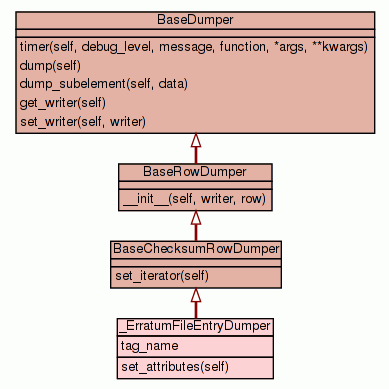 BaseDumper
timer(self, debug_level, message, function, *args, **kwargs)
dump(self)
dump_subelement(self, data)
get_writer(self)
set_writer(self, writer)
BaseRowDumper
__init__(self, writer, row)
BaseChecksumRowDumper
set_iterator(self)
_ErratumFileEntryDumper
tag_name
set_attributes(self)